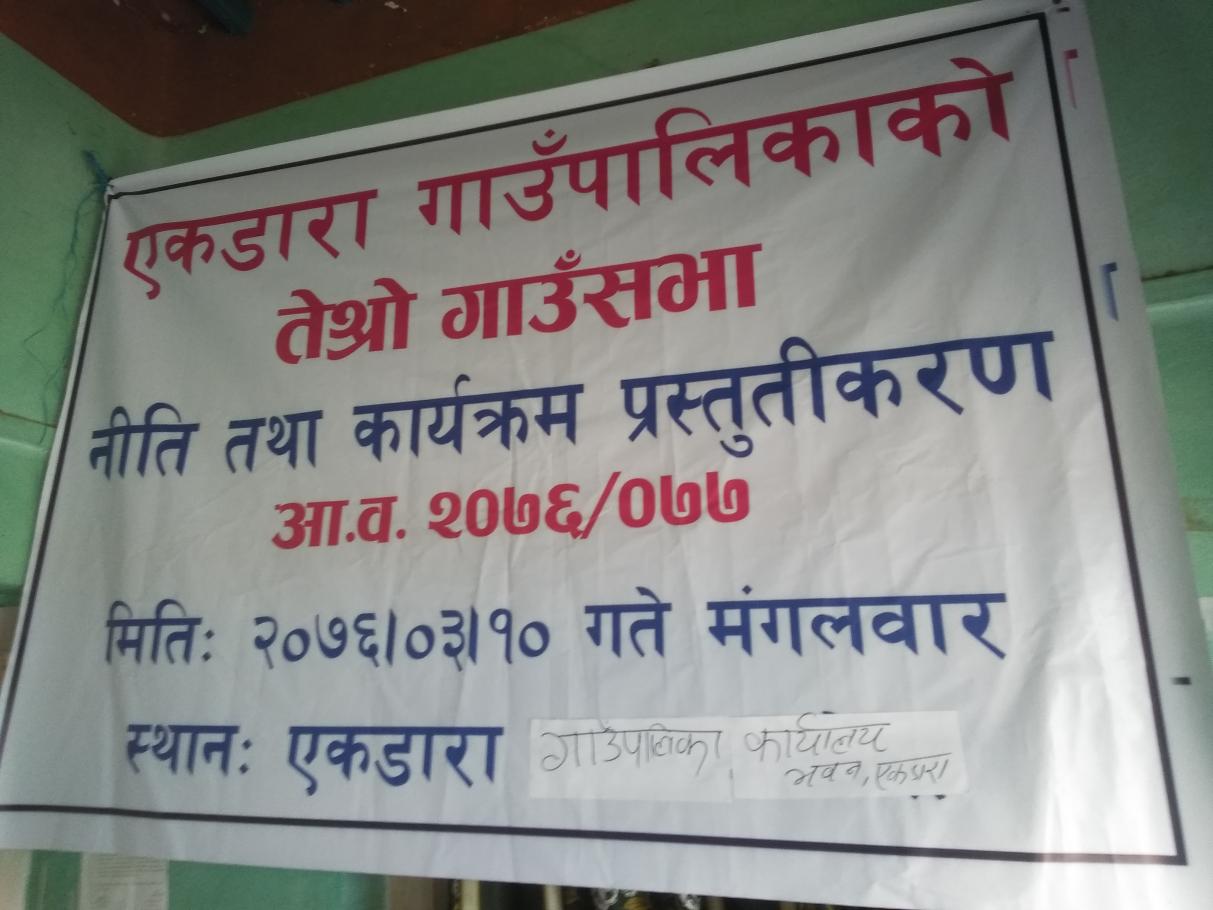 एकडारा गाउँपालिकाको
तेश्रो गाउँसभा
नीति तथा कार्यक्रम प्रस्तुतीकरण
आ.व. २०७६/०७७
मितिः २०७६।०३।१० गते मंगलवार
स्थानः एकडारा गाउँपालिका कार्यालय
भवन, एकडारा